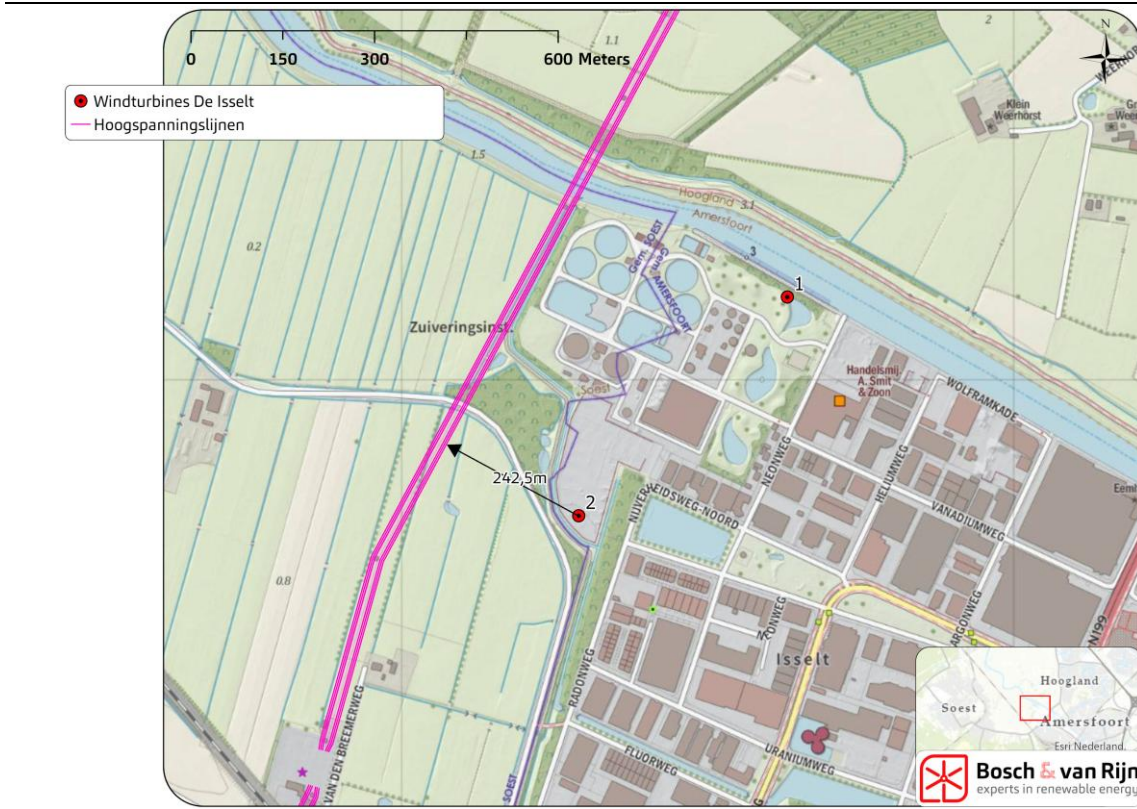 N
0 150 300 600 Meters
Windturbines De Isselt
Hoogspanningslijnen
1.1
2
Klein
Weerhorst
1.5
Hoogland
3.1
Amersfoort
0.2
Gem. SOEST
Gem
AMERSFOORT
3
1
Zuiveringsinst.
Handelsmij.
A. Smit
& Zoon
WOLFRAMKADE
Soest
NEONWEG
HELIUMWEG
242,5m
2
NIJVERHEIDSWEG-NOORD
VANADIUMWEG
0.8
ARGONWEG
N199
Isselt
RADONWEG
VAN DEN BREEMERWEG
FLUORWEG
URANIUMWEG
SOEST
Hoogland
Soest
Amersfoort
Esri Nederland,
Bosch & van Rijn
experts in renewable energy